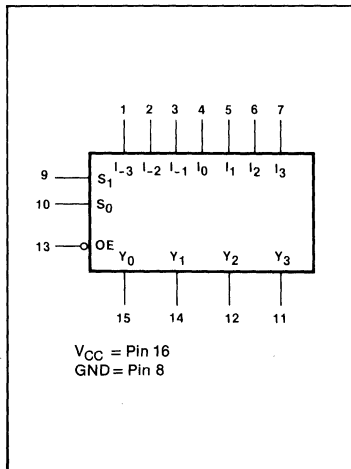 1 2 3 4 5 6 7
I-3 I-2 I-1 I0 I1 I2 I3
9 S1
10 S0
13 OE
Y0 Y1 Y2 Y3
15 14 12 11
VCC = Pin 16
GND = Pin 8